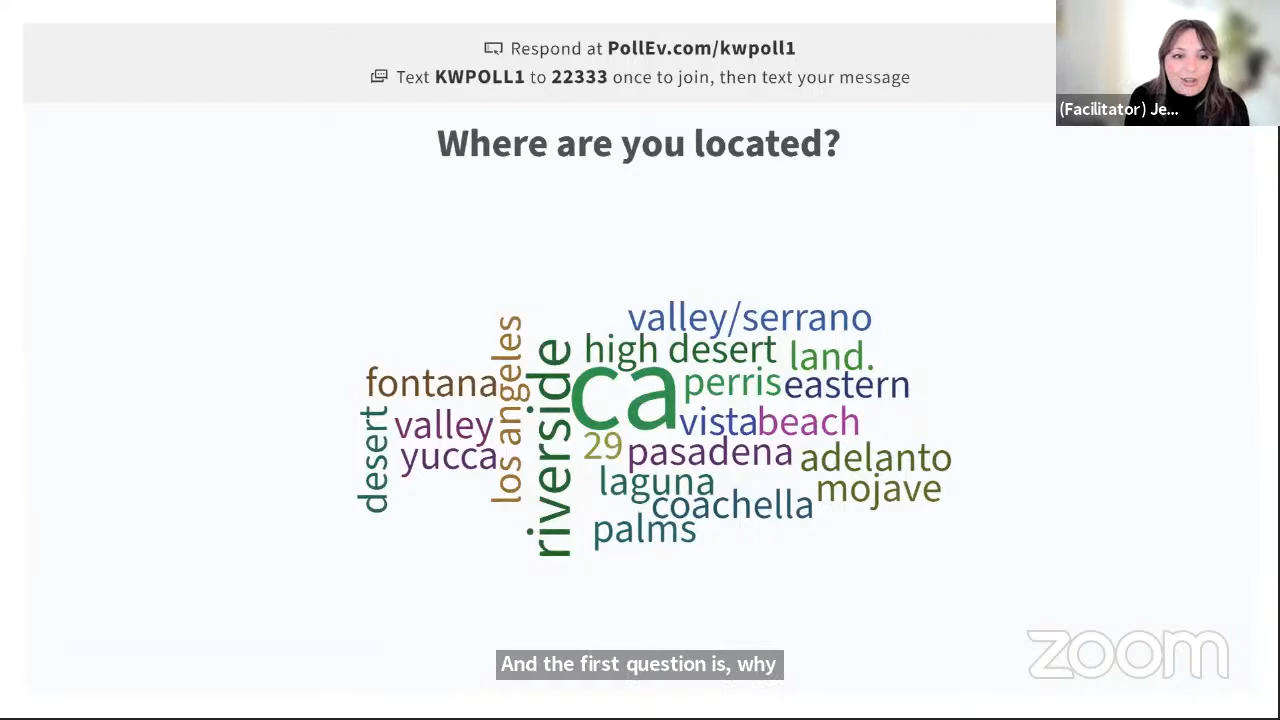 Respond at PollEv.com/kwpoll1
Text KWPOLL1 to 22333 once to join, then text your message
(Facilitator) Je...
Where are you located?
valley/serrano
los angeles
riverside
high desert
land.
ca
fontana
perris
eastern
desert
valley
vista
beach
29
yucca
pasadena
adelanto
laguna
mojave
coachella
palms
And the first question is, why
zoom